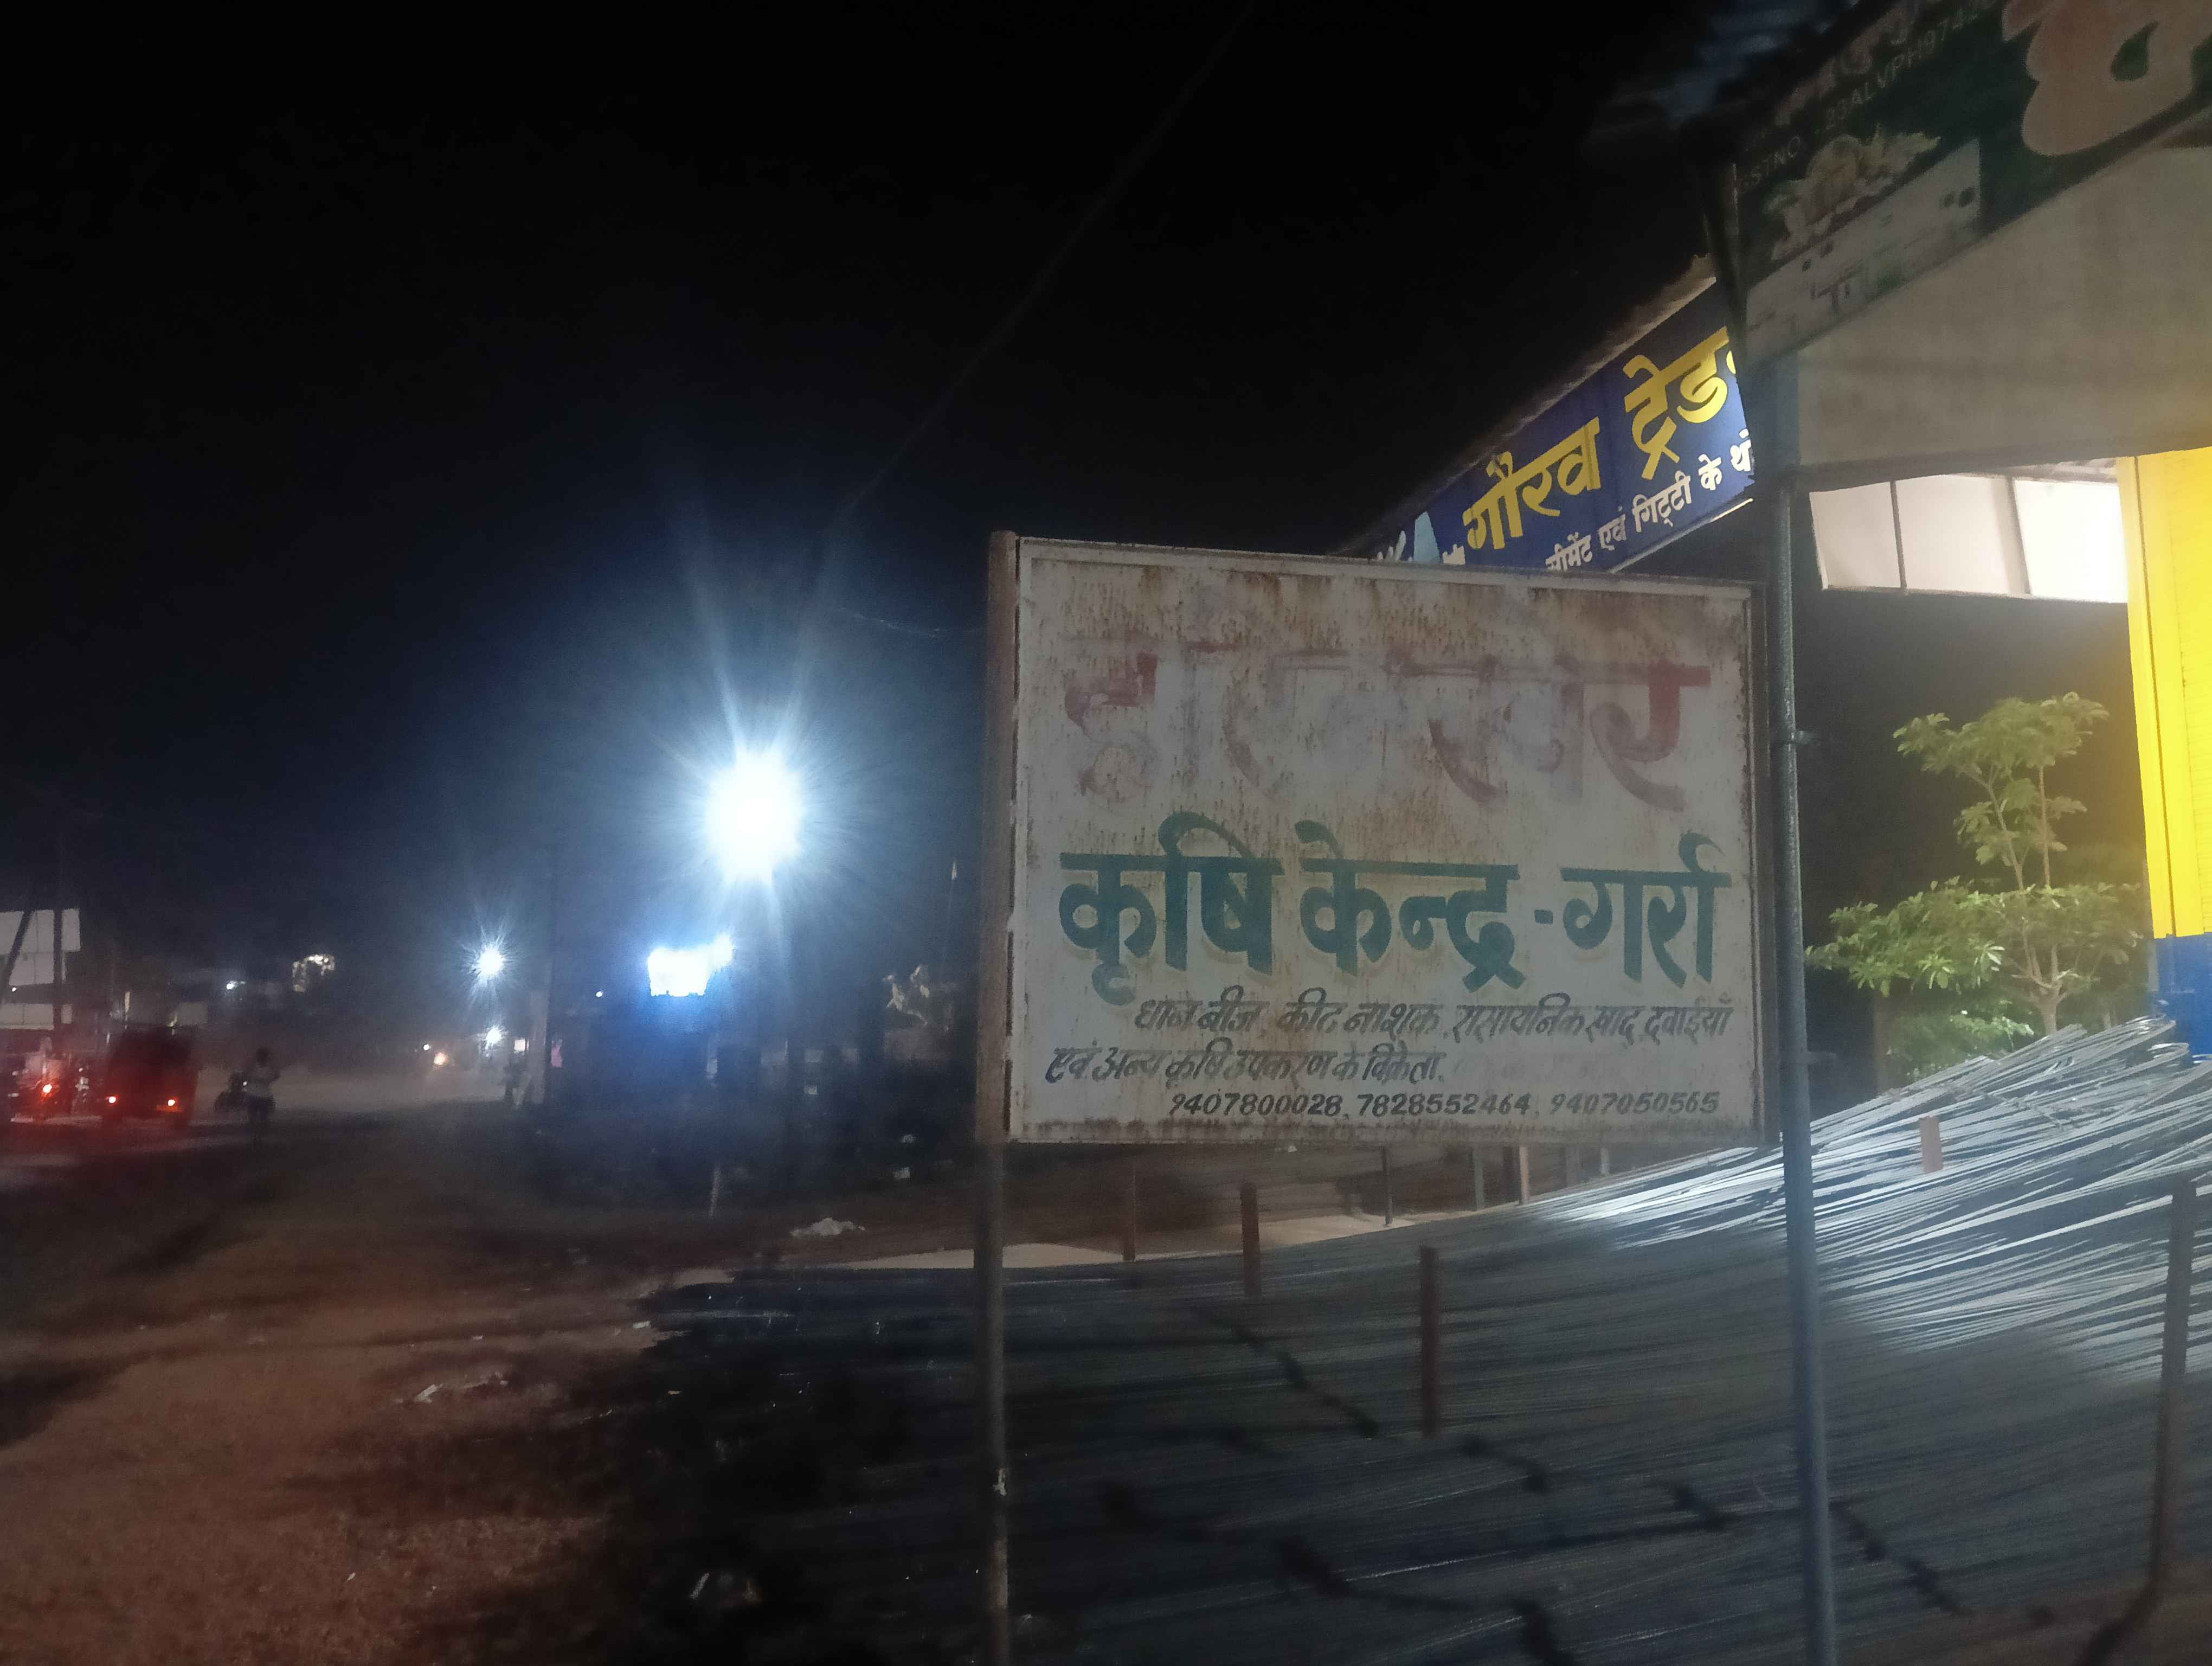 "गौरव ट्रेड
सीमेंट एवं गिट्टी के
कृषि केन्द्र-गर्रा
धान बीज, कीट नाशक, रासायनिक खाद, दवाईयाँ
एवं अन्य कृषि उपकरण के विक्रेता.
9407800028, 7828552464, 9407050565